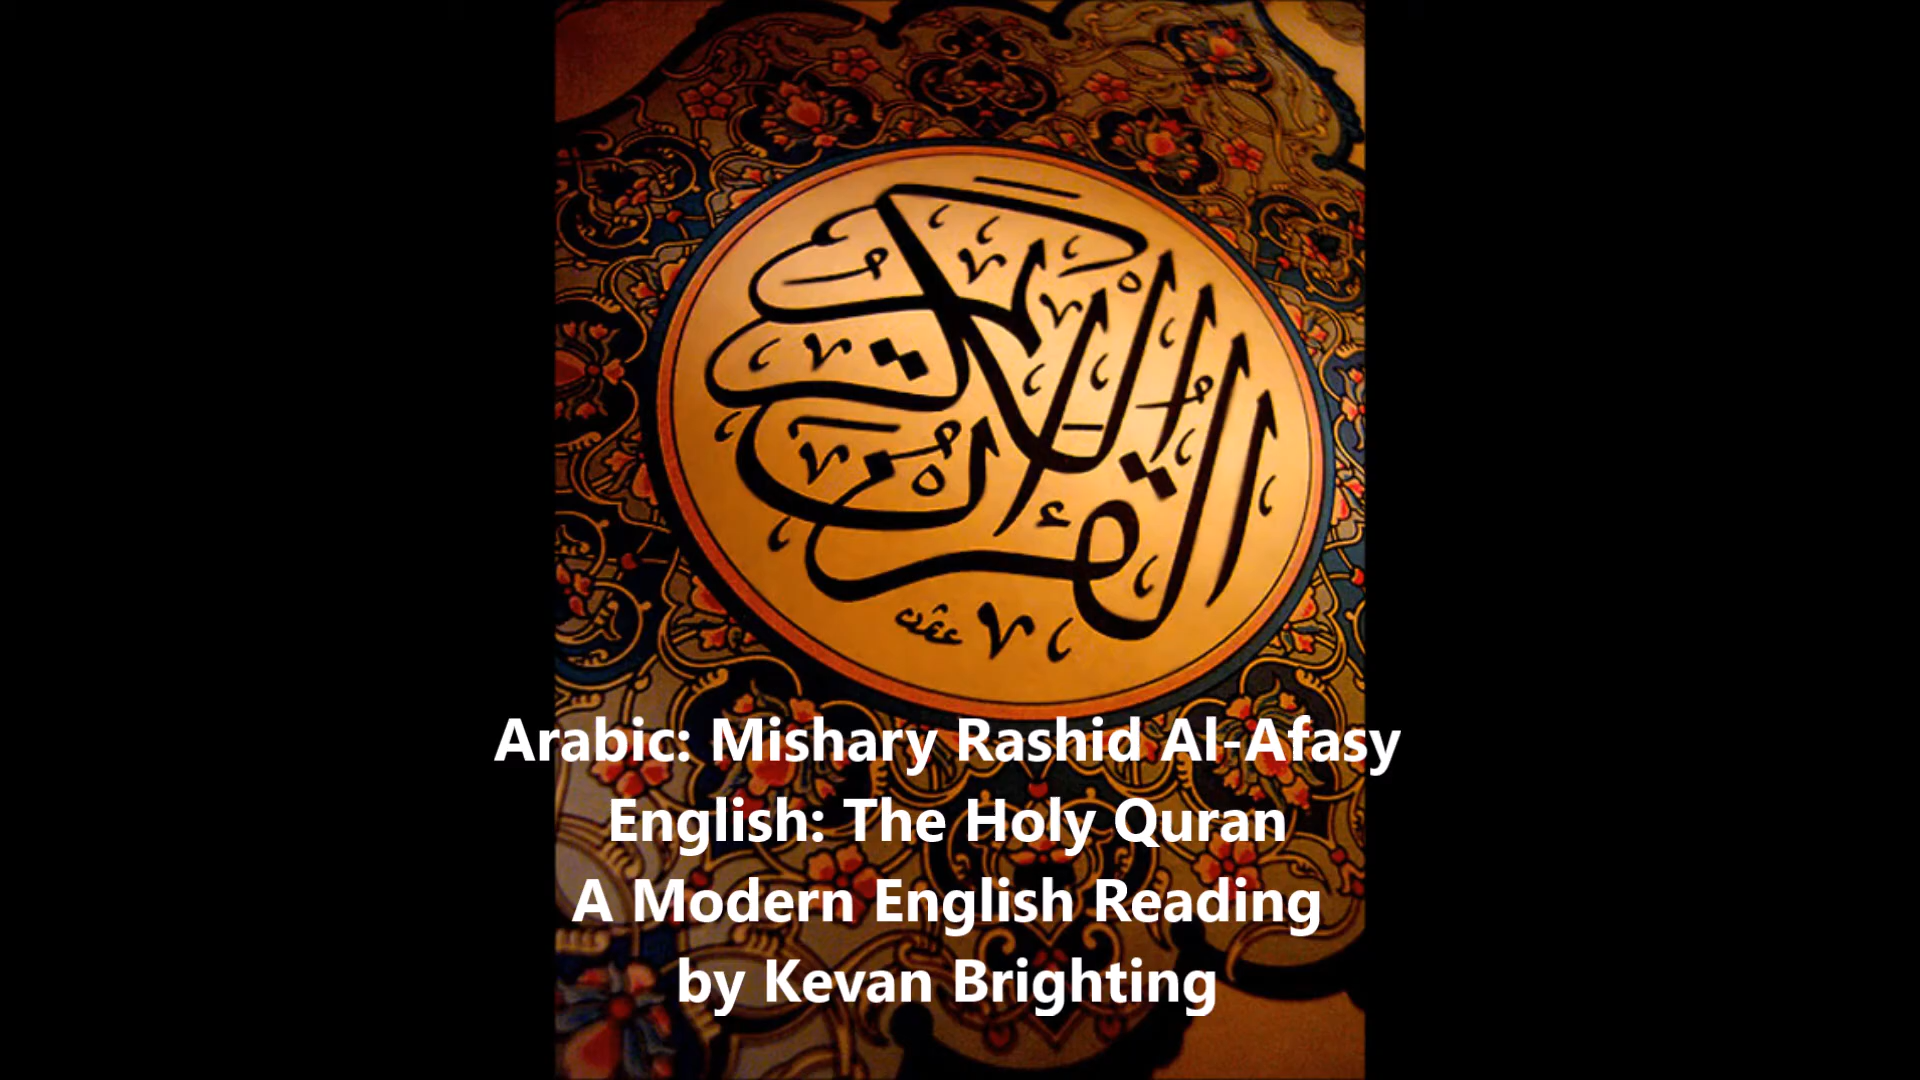 القرآن الكريم
Arabic: Mishary Rashid Al-Afasy
English: The Holy Quran
A Modern English Reading
by Kevan Brighting